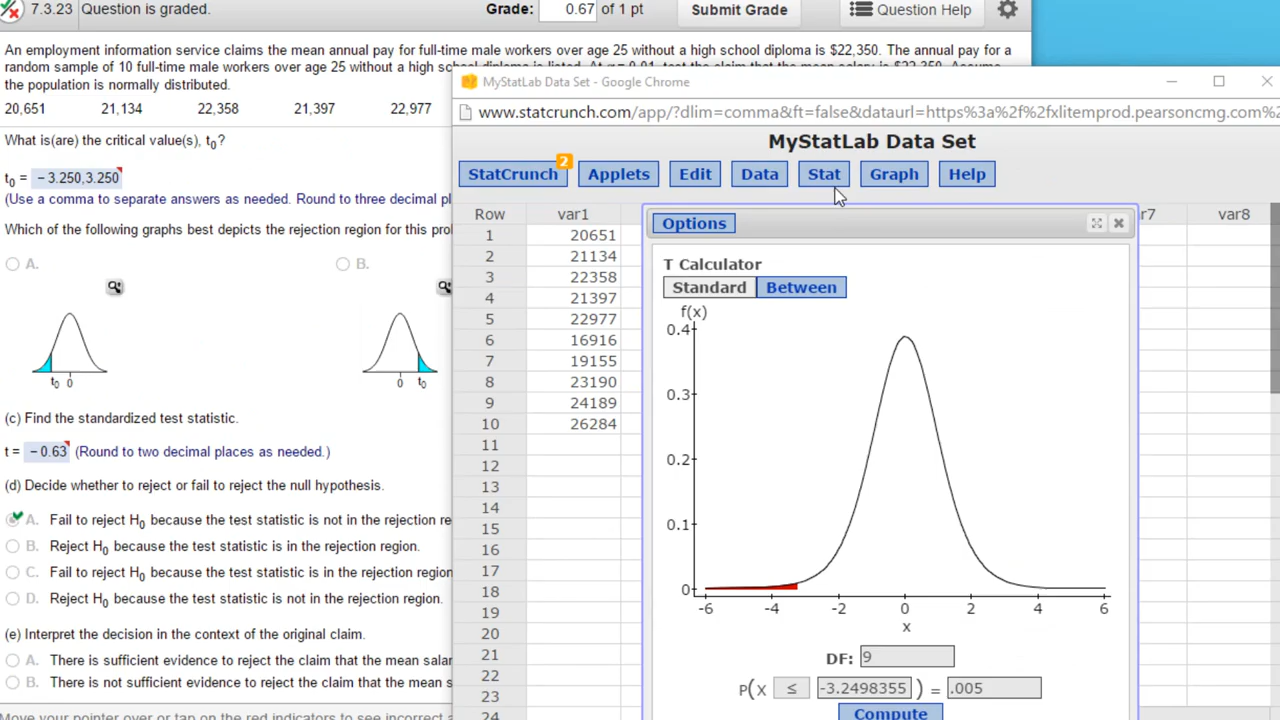 7.3.23 Question is graded.
Grade: 0.67 of 1 pt Submit Grade Question Help
An employment information service claims the mean annual pay for full-time male workers over age 25 without a high school diploma is $22,350. The annual pay for a
random sample of 10 full-time male workers over age 25 without a high
the population is normally distributed.
20,651 21,134 22,358 21,397 22,977
What is(are) the critical value(s), t0?
t0 = − 3.250,3.250
(Use a comma to separate answers as needed. Round to three decimal pl
Which of the following graphs best depicts the rejection region for this pro
A. B.
t0 0
0 t0
(c) Find the standardized test statistic.
t = − 0.63 (Round to two decimal places as needed.)
(d) Decide whether to reject or fail to reject the null hypothesis.
A. Fail to reject H0 because the test statistic is not in the rejection re
B. Reject H0 because the test statistic is in the rejection region.
C. Fail to reject H0 because the test statistic is in the rejection region
D. Reject H0 because the test statistic is not in the rejection region.
(e) Interpret the decision in the context of the original claim.
A. There is sufficient evidence to reject the claim that the mean salar
B. There is not sufficient evidence to reject the claim that the mean s
Move your pointer over or tap on the red indicators to see incorrect a
MyStatLab Data Set - Google Chrome
www.statcrunch.com/app/?dlim=comma&ft=false&dataurl=https%3a%2f%2fxlitemprod.pearsoncmg.com%2
MyStatLab Data Set
StatCrunch 2 Applets Edit Data Stat Graph Help
Row var1 r7 var8
1 20651
2 21134
3 22358
4 21397
5 22977
6 16916
7 19155
8 23190
9 24189
10 26284
11
12
13
14
15
16
17
18
19
20
21
22
23
24
Options
T Calculator
Standard Between
f(x)
0.4
0.3
0.2
0.1
0
-6 -4 -2 0 2 4 6
x
DF: 9
P(X ≤ -3.2498355 ) = .005
Compute